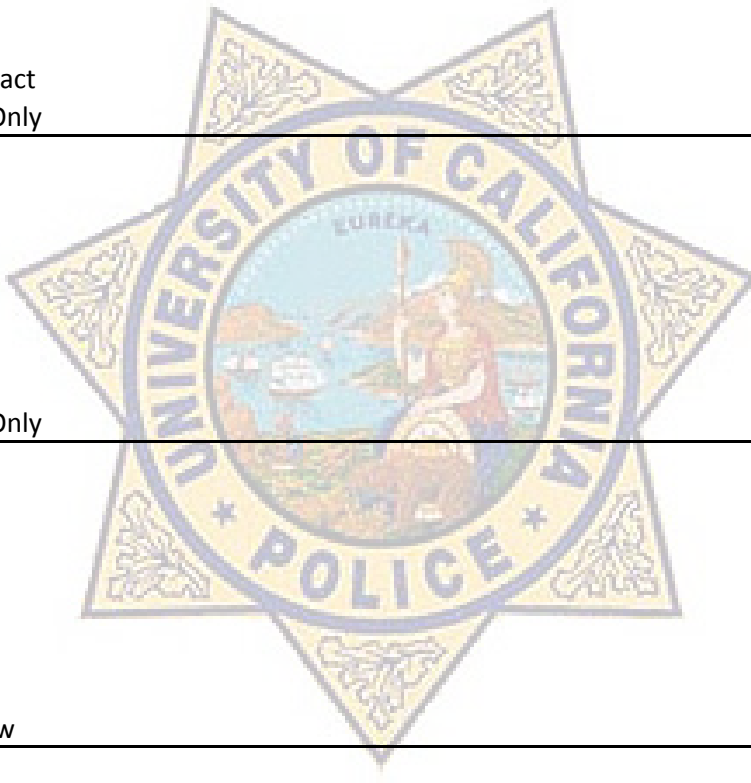 act
Only
UNIVERSITY OF CALIFORNIA
EUREKA
Only
POLICE
w